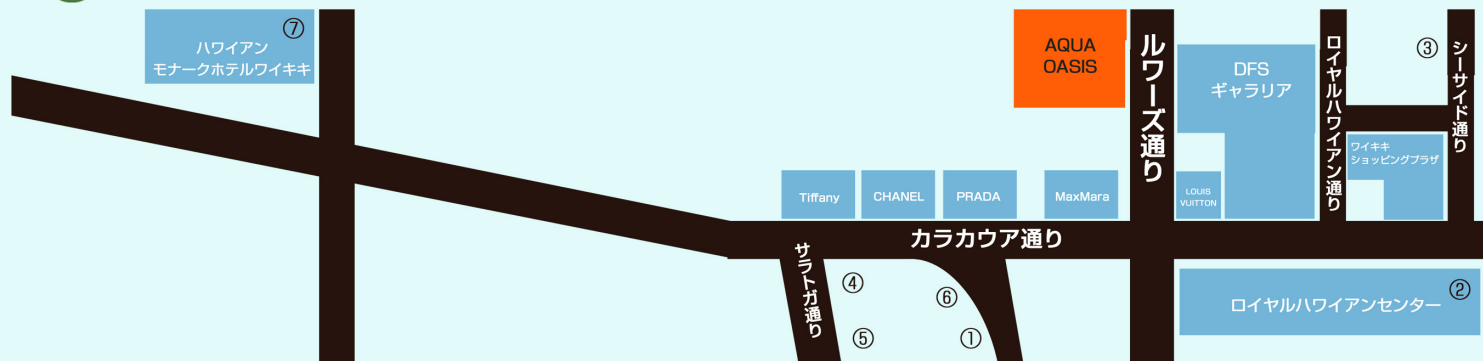 ⑦
ハワイアン
モナークホテルワイキキ
AQUA
OASIS
ルワーズ通り
DFS
ギャラリア
ロイヤルハワイアン通り
③
シーサイド通り
ワイキキ
ショッピングプラザ
Tiffany
CHANEL
PRADA
MaxMara
LOUIS
VUITTON
カラカウア通り
サラトガ通り
④
⑤
⑥
①
②
ロイヤルハワイアンセンター